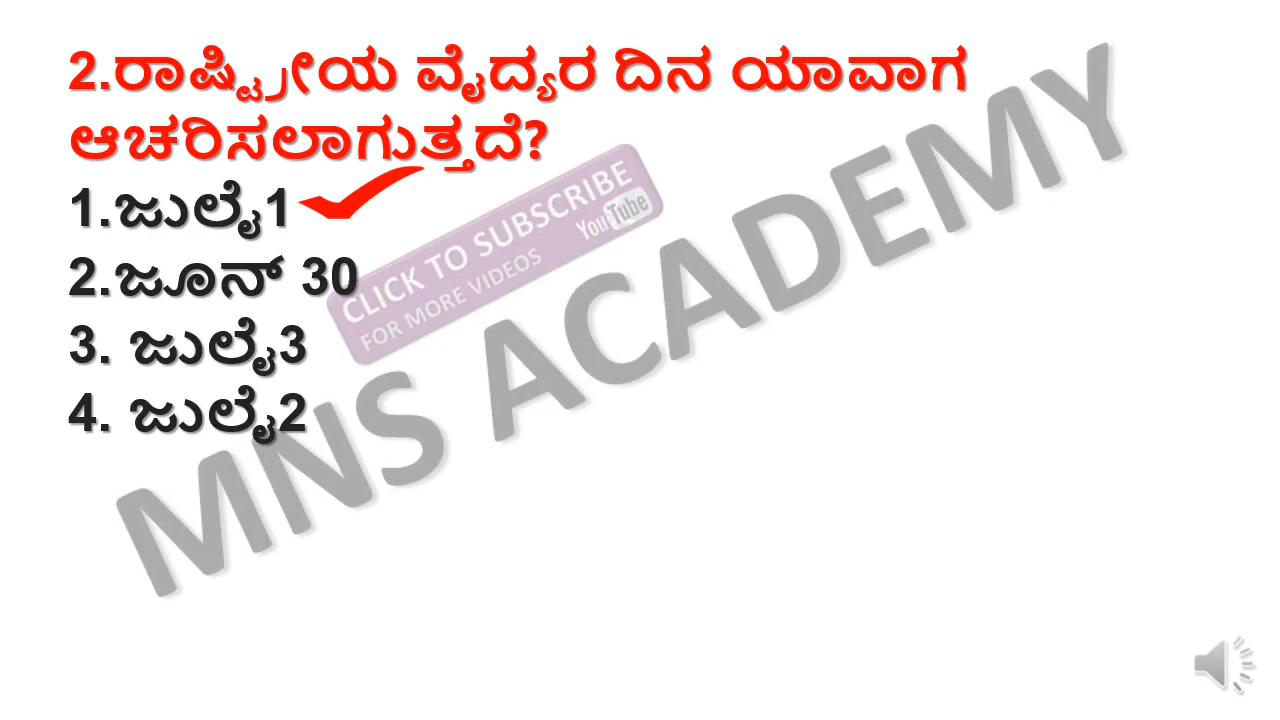 2.ರಾಷ್ಟ್ರೀಯ ವೈದ್ಯರ ದಿನ ಯಾವಾಗ
ಆಚರಿಸಲಾಗುತ್ತದೆ?
1.ಜುಲೈ1
2.ಜೂನ್ 30
3. ಜುಲೈ3
4. ಜುಲೈ2
CLICK TO SUBSCRIBE
FOR MORE VIDEOS
YouTube
MNS ACADEMY